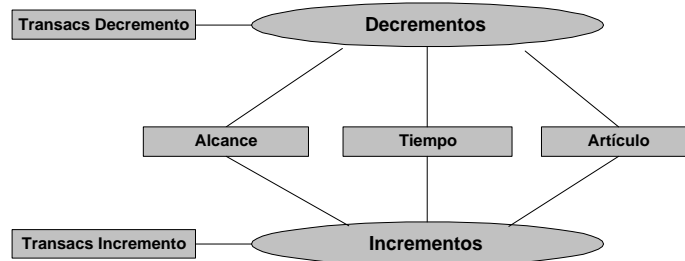 Transacs Decremento
Decrementos
Alcance
Tiempo
Artículo
Transacs Incremento
Incrementos